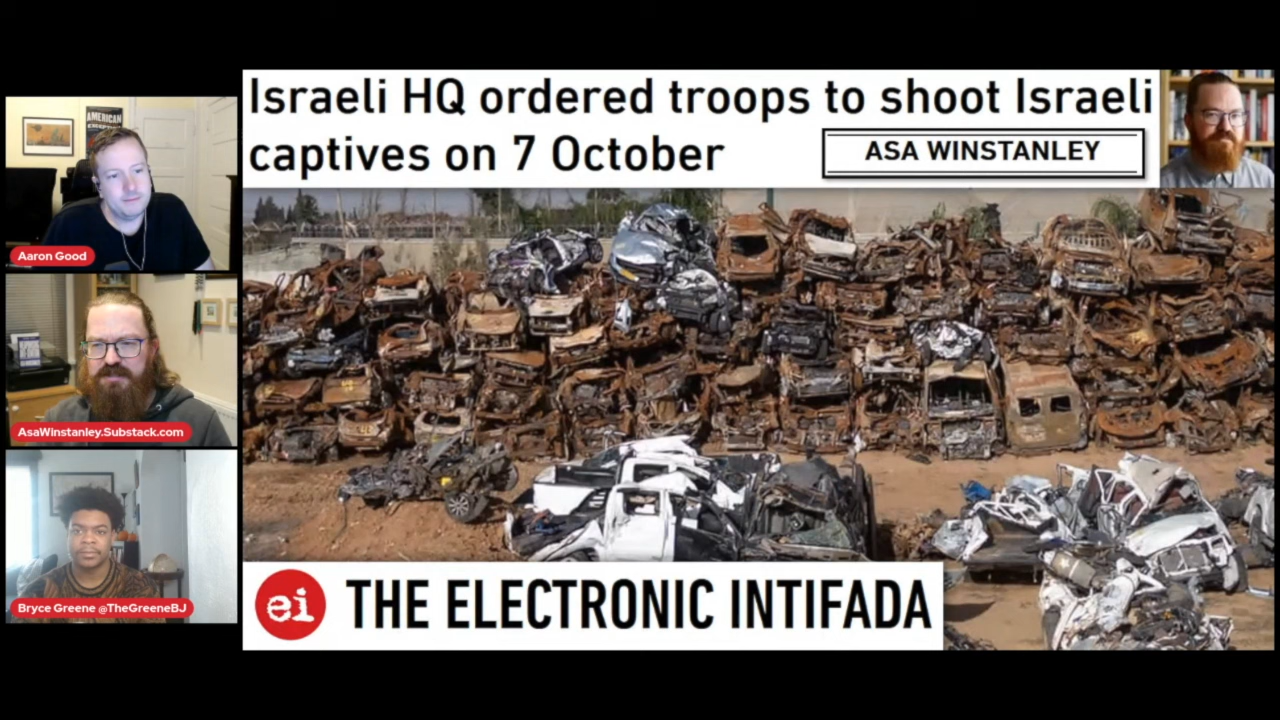 Israeli HQ ordered troops to shoot Israeli
captives on 7 October
ASA WINSTANLEY
AMERICAN
Aaron Good
AsaWinstanley.Substack.com
Bryce Greene @TheGreeneBJ
ei
THE ELECTRONIC INTIFADA